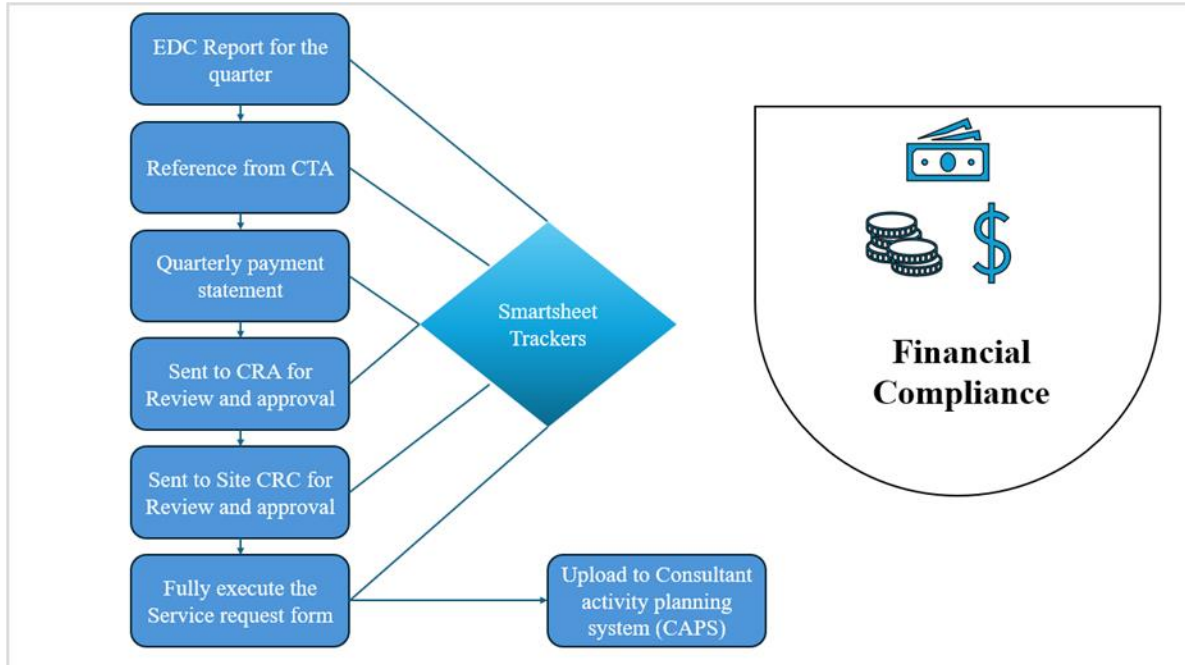 EDC Report for the
quarter
Reference from CTA
Quarterly payment
statement
Sent to CRA for
Review and approval
Sent to Site CRC for
Review and approval
Fully execute the
Service request form
Upload to Consultant
activity planning
system (CAPS)
Smartsheet
Trackers
$
Financial
Compliance